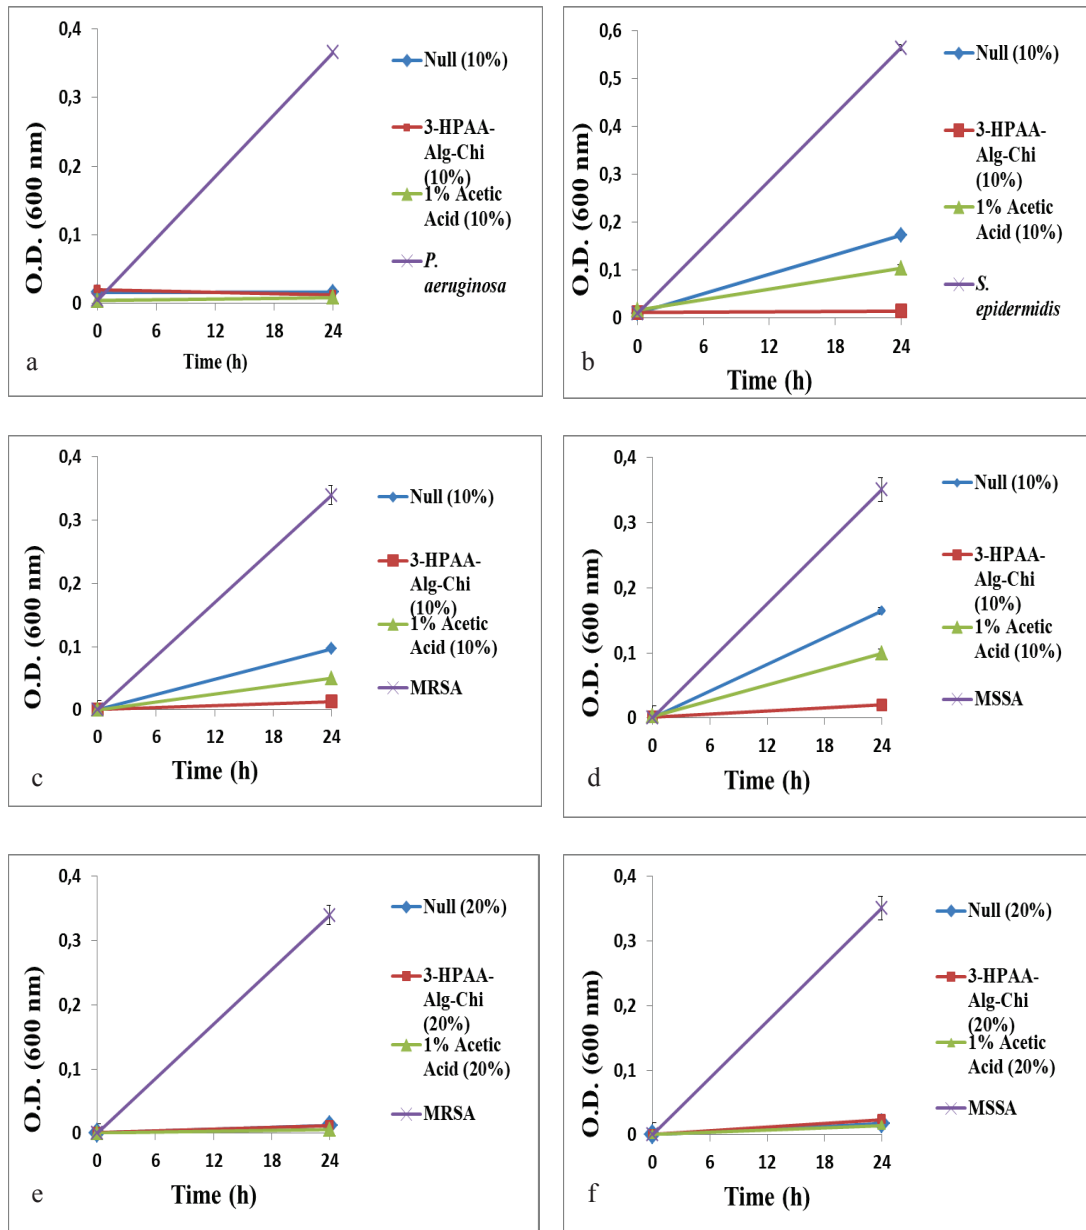 0,4
0,3
0,2
0,1
0
O.D. (600 nm)
0 6 12 18 24
Time (h)
Null (10%)
3-HPAA-
Alg-Chi
(10%)
1% Acetic
Acid (10%)
P.
aeruginosa
a
0,6
0,5
0,4
0,3
0,2
0,1
0
O.D. (600 nm)
0 6 12 18 24
Time (h)
Null (10%)
3-HPAA-
Alg-Chi
(10%)
1% Acetic
Acid (10%)
S.
epidermidis
b
0,4
0,3
0,2
0,1
0
O.D. (600 nm)
0 6 12 18 24
Time (h)
Null (10%)
3-HPAA-
Alg-Chi
(10%)
1% Acetic
Acid (10%)
MRSA
c
0,4
0,3
0,2
0,1
0
O.D. (600 nm)
0 6 12 18 24
Time (h)
Null (10%)
3-HPAA-
Alg-Chi
(10%)
1% Acetic
Acid (10%)
MSSA
d
0,4
0,3
0,2
0,1
0
O.D. (600 nm)
0 6 12 18 24
Time (h)
Null (20%)
3-HPAA-
Alg-Chi
(20%)
1% Acetic
Acid (20%)
MRSA
e
0,4
0,3
0,2
0,1
0
O.D. (600 nm)
0 6 12 18 24
Time (h)
Null (20%)
3-HPAA-
Alg-Chi
(20%)
1% Acetic
Acid (20%)
MSSA
f